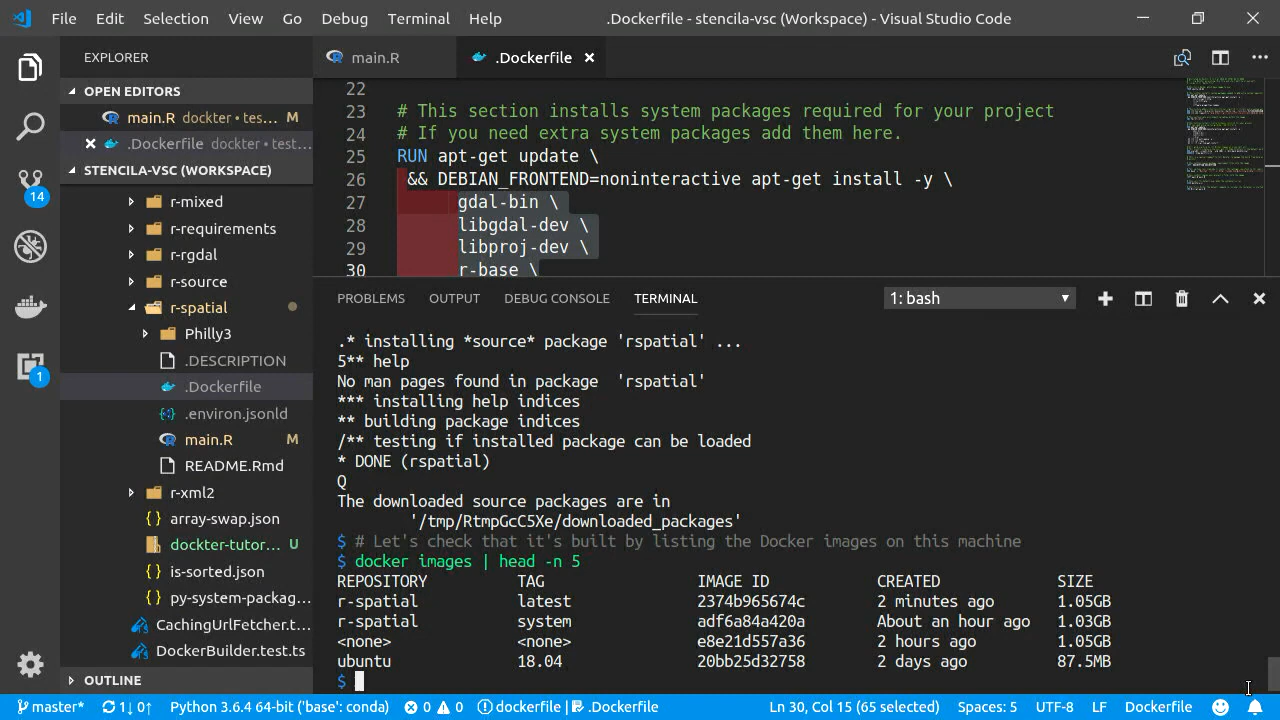 File Edit Selection View Go Debug Terminal Help .Dockerfile - stencila-vsc (Workspace) - Visual Studio Code
EXPLORER
main.R .Dockerfile
OPEN EDITORS
main.R dockter • tes... M
.Dockerfile dockter • test...
STENCILA-VSC (WORKSPACE)
r-mixed
r-requirements
r-rgdal
r-source
r-spatial
Philly3
.DESCRIPTION
.Dockerfile
.environ.jsonld
main.R M
README.Rmd
r-xml2
array-swap.json
dockter-tutor... U
is-sorted.json
py-system-packag...
CachingUrlFetcher.t...
DockerBuilder.test.ts
OUTLINE
14
1
22
23 # This section installs system packages required for your project
24 # If you need extra system packages add them here.
25 RUN apt-get update \
26 && DEBIAN_FRONTEND=noninteractive apt-get install -y \
27 gdal-bin \
28 libgdal-dev \
29 libproj-dev \
30 r-base \
PROBLEMS OUTPUT DEBUG CONSOLE TERMINAL 1: bash
.* installing *source* package 'rspatial' ...
5** help
No man pages found in package 'rspatial'
*** installing help indices
** building package indices
/** testing if installed package can be loaded
* DONE (rspatial)
Q
The downloaded source packages are in
'/tmp/RtmpGcC5Xe/downloaded_packages'
$ # Let's check that it's built by listing the Docker images on this machine
$ docker images | head -n 5
REPOSITORY TAG IMAGE ID CREATED SIZE
r-spatial latest 2374b965674c 2 minutes ago 1.05GB
r-spatial system adf6a84a420a About an hour ago 1.03GB
<none> <none> e8e21d557a36 2 hours ago 1.05GB
ubuntu 18.04 20bb25d32758 2 days ago 87.5MB
$
master* 1↓ 0↑ Python 3.6.4 64-bit ('base': conda) 0 0 dockerfile | .Dockerfile Ln 30, Col 15 (65 selected) Spaces: 5 UTF-8 LF Dockerfile